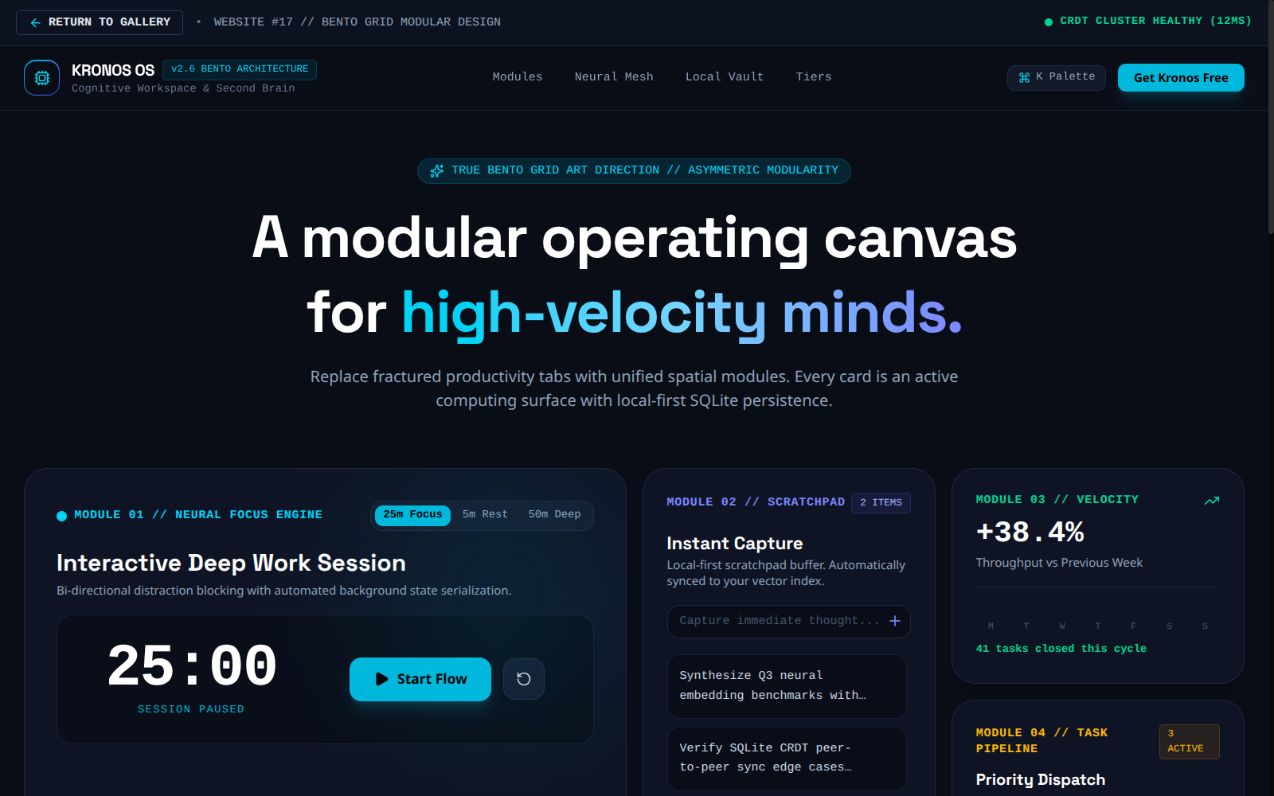 RETURN TO GALLERY • WEBSITE #17 // BENTO GRID MODULAR DESIGN
CRDT CLUSTER HEALTHY (12MS)
KRONOS OS
v2.6 BENTO ARCHITECTURE
Cognitive Workspace & Second Brain
Modules
Neural Mesh
Local Vault
Tiers
⌘ K Palette
Get Kronos Free
TRUE BENTO GRID ART DIRECTION // ASYMMETRIC MODULARITY
A modular operating canvas
for high-velocity minds.
Replace fractured productivity tabs with unified spatial modules. Every card is an active
computing surface with local-first SQLite persistence.
MODULE 01 // NEURAL FOCUS ENGINE
25m Focus
5m Rest
50m Deep
Interactive Deep Work Session
Bi-directional distraction blocking with automated background state serialization.
25:00
SESSION PAUSED
Start Flow
MODULE 02 // SCRATCHPAD
2 ITEMS
Instant Capture
Local-first scratchpad buffer. Automatically
synced to your vector index.
Capture immediate thought... +
Synthesize Q3 neural
embedding benchmarks with…
Verify SQLite CRDT peer-
to-peer sync edge cases…
MODULE 03 // VELOCITY
+38.4%
Throughput vs Previous Week
M T W T F S S
41 tasks closed this cycle
MODULE 04 // TASK
PIPELINE
3
ACTIVE
Priority Dispatch